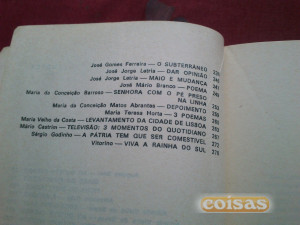 José Gomes Ferreira — O SUBTERRÂNEO
José Jorge Letria — DAR OPINIÃO
José Jorge Letria — MAIO E MUDANÇA
José Mário Branco — POEMA
Maria da Conceição Barroso — SENHORA COM O PÉ PRESO
NA LINHA
Maria da Conceição Matos Abrantes — DEPOIMENTO
Maria Teresa Horta — 3 POEMAS
Maria Velho da Costa — LEVANTAMENTO DA CIDADE DE LISBOA
Mário Castrim — TELEVISÃO: 3 MOMENTOS DO QUOTIDIANO
Sérgio Godinho — A PÁTRIA TEM QUE SER COMESTÍVEL
Vitorino — VIVA A RAINHA DO SUL
coisas